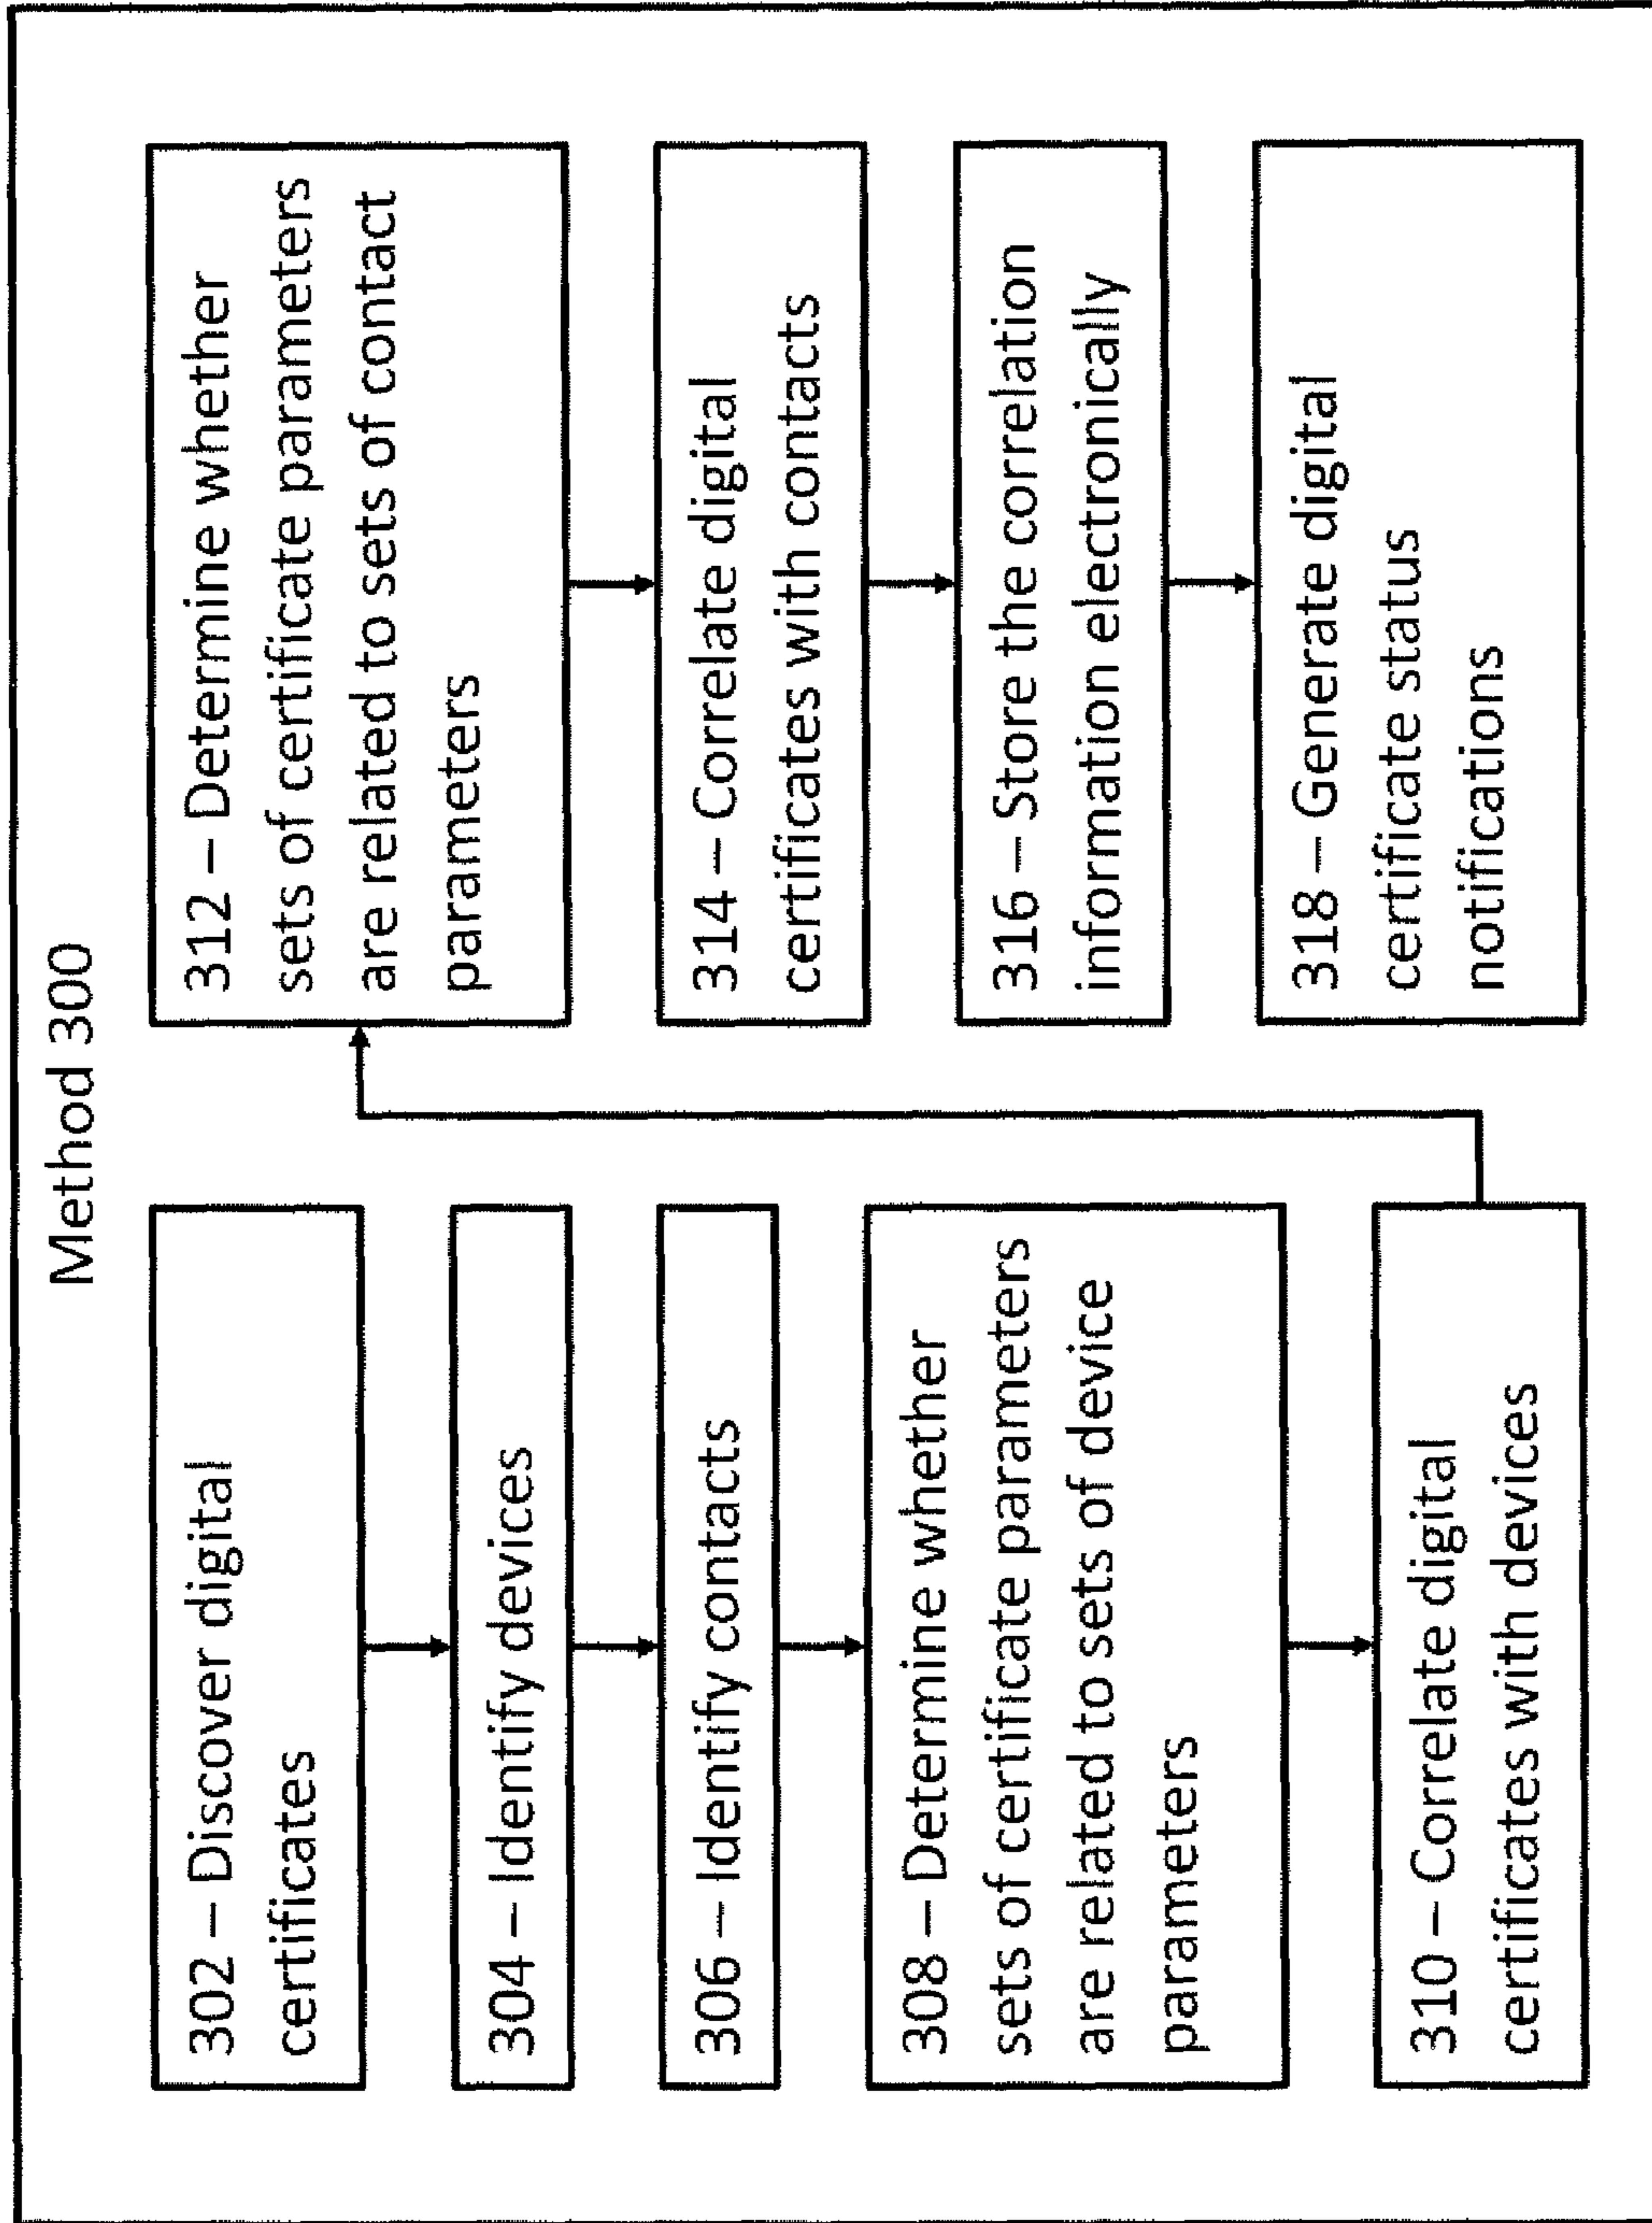 Method 300
302 – Discover digital
certificates
304 – Identify devices
306 – Identify contacts
308 – Determine whether
sets of certificate parameters
are related to sets of device
parameters
310 – Correlate digital
certificates with devices
312 – Determine whether
sets of certificate parameters
are related to sets of contact
parameters
314 – Correlate digital
certificates with contacts
316 – Store the correlation
information electronically
318 – Generate digital
certificate status
notifications